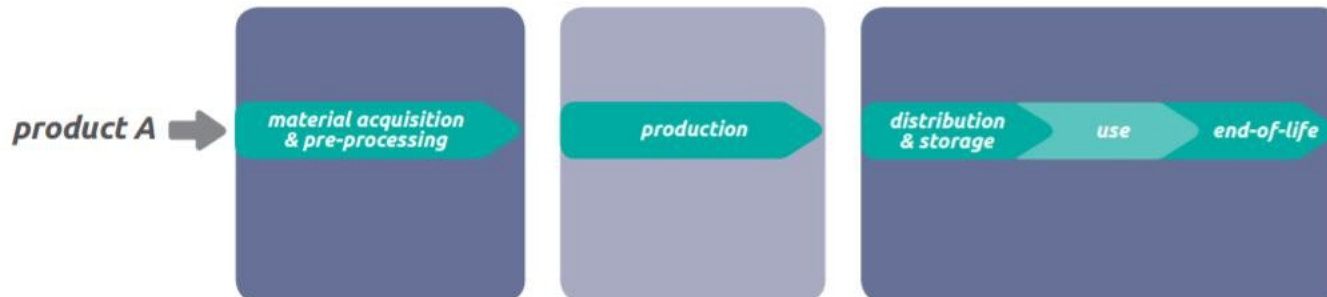 product A
material acquisition
& pre-processing
production
distribution
& storage
use
end-of-life